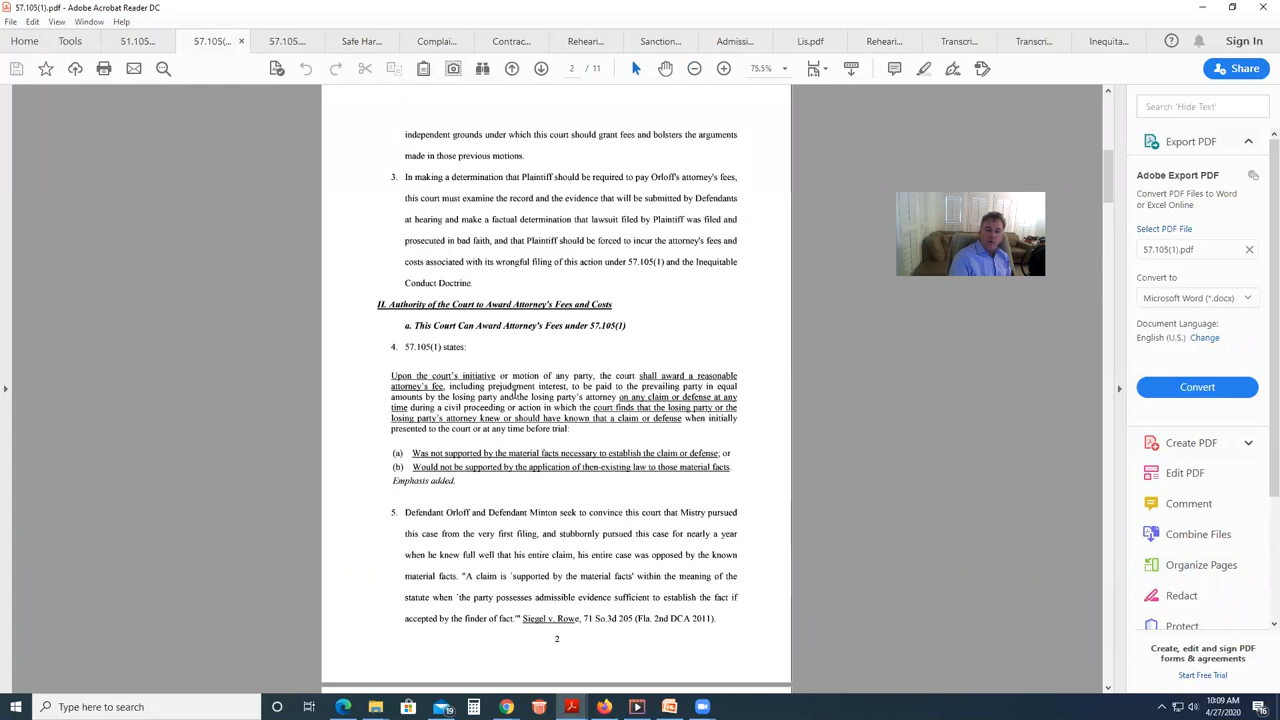 57.105(1).pdf - Adobe Acrobat Reader DC
File Edit View Window Help
Home Tools 51.105... 57.105(... × 57.105... Safe Har... Complai... Contrac... Reheari... Sanction... Admissi... Lis.pdf Reheari... Transcri... Transcri... Inequita... Sign In
2 / 11 75.5% Share
independent grounds under which this court should grant fees and bolsters the arguments
made in those previous motions.
3. In making a determination that Plaintiff should be required to pay Orloff's attorney's fees,
this court must examine the record and the evidence that will be submitted by Defendants
at hearing and make a factual determination that lawsuit filed by Plaintiff was filed and
prosecuted in bad faith, and that Plaintiff should be forced to incur the attorney's fees and
costs associated with its wrongful filing of this action under 57.105(1) and the Inequitable
Conduct Doctrine.
II. Authority of the Court to Award Attorney's Fees and Costs
a. This Court Can Award Attorney's Fees under 57.105(1)
4. 57.105(1) states:
Upon the court's initiative or motion of any party, the court shall award a reasonable
attorney's fee, including prejudgment interest, to be paid to the prevailing party in equal
amounts by the losing party and the losing party's attorney on any claim or defense at any
time during a civil proceeding or action in which the court finds that the losing party or the
losing party's attorney knew or should have known that a claim or defense when initially
presented to the court or at any time before trial:
(a) Was not supported by the material facts necessary to establish the claim or defense; or
(b) Would not be supported by the application of then-existing law to those material facts.
Emphasis added.
5. Defendant Orloff and Defendant Minton seek to convince this court that Mistry pursued
this case from the very first filing, and stubbornly pursued this case for nearly a year
when he knew full well that his entire claim, his entire case was opposed by the known
material facts. "A claim is `supported by the material facts' within the meaning of the
statute when `the party possesses admissible evidence sufficient to establish the fact if
accepted by the finder of fact.'" Siegel v. Rowe, 71 So.3d 205 (Fla. 2nd DCA 2011).
2
Search 'Hide Text'
Export PDF
Adobe Export PDF
Convert PDF Files to Word
or Excel Online
Select PDF File
57.105(1).pdf ×
Convert to
Microsoft Word (*.docx)
Document Language:
English (U.S.) Change
Convert
Create PDF
Edit PDF
Comment
Combine Files
Organize Pages
Redact
Protect
Create, edit and sign PDF
forms & agreements
Start Free Trial
Type here to search
19
10:09 AM
4/27/2020